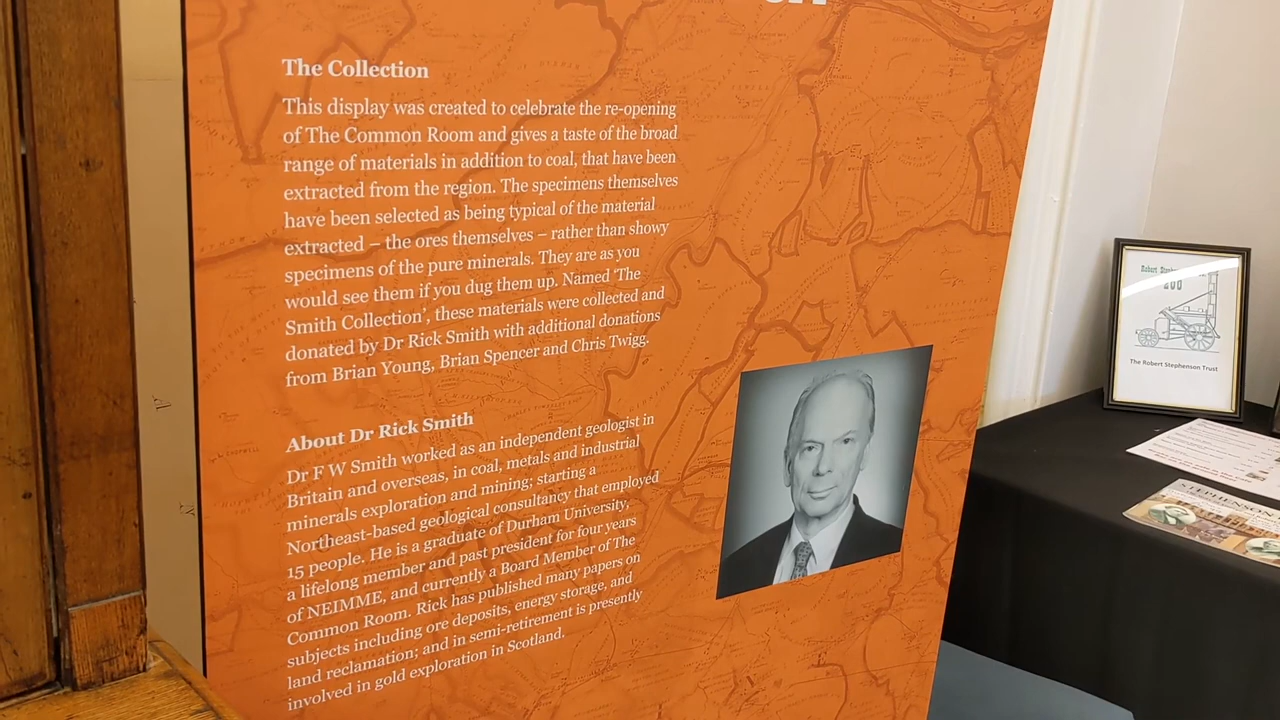 The Collection
This display was created to celebrate the re-opening
of The Common Room and gives a taste of the broad
range of materials in addition to coal, that have been
extracted from the region. The specimens themselves
have been selected as being typical of the material
extracted – the ores themselves – rather than showy
specimens of the pure minerals. They are as you
would see them if you dug them up. Named 'The
Smith Collection', these materials were collected and
donated by Dr Rick Smith with additional donations
from Brian Young, Brian Spencer and Chris Twigg.
About Dr Rick Smith
Dr F W Smith worked as an independent geologist in
Britain and overseas, in coal, metals and industrial
minerals exploration and mining; starting a
Northeast-based geological consultancy that employed
15 people. He is a graduate of Durham University,
a lifelong member and past president for four years
of NEIMME, and currently a Board Member of The
Common Room. Rick has published many papers on
subjects including ore deposits, energy storage, and
land reclamation; and in semi-retirement is presently
involved in gold exploration in Scotland.
Robert
200
The Robert Stephenson Trust
STEPHENSON